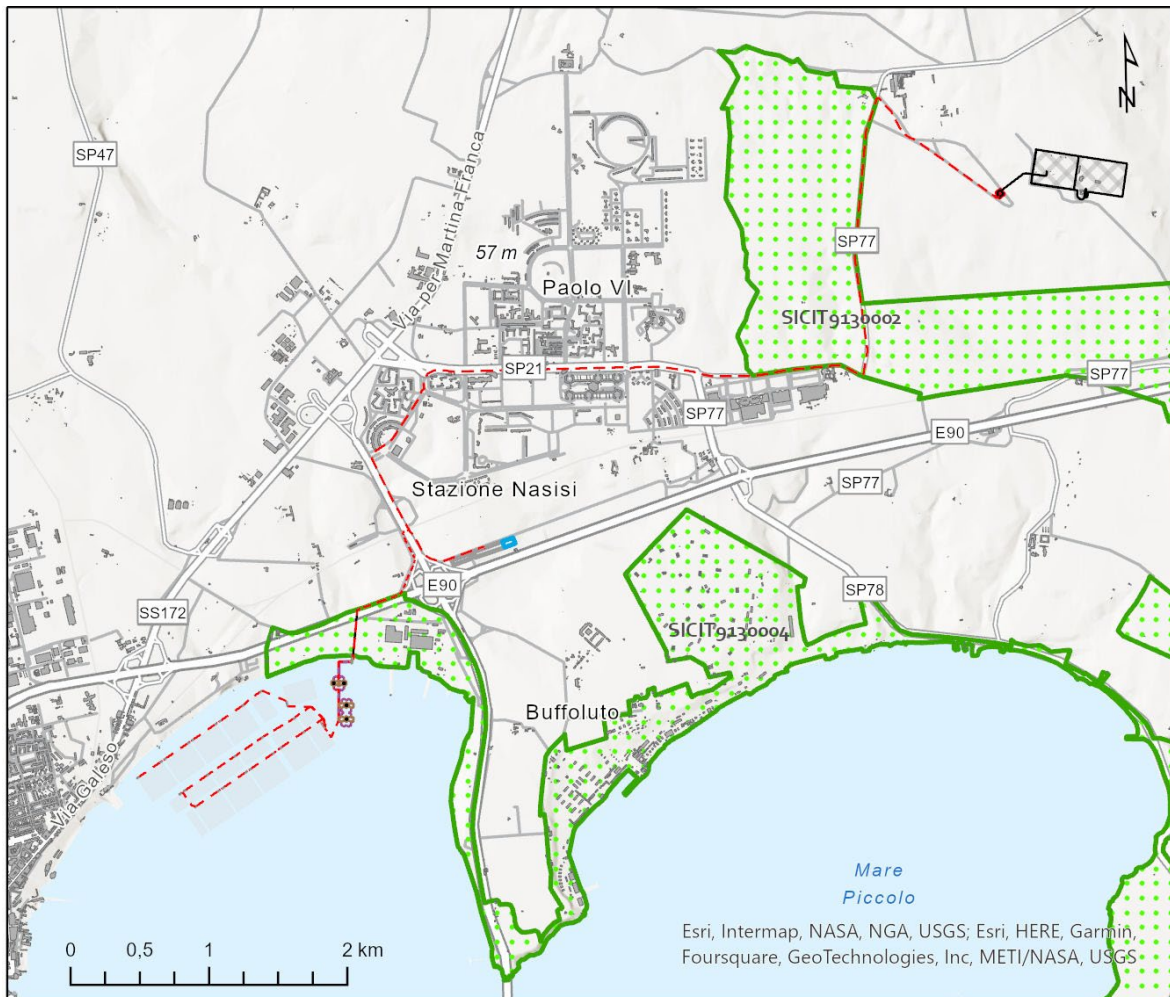 N
SP47
Via per Martina Franca
57 m
Paolo VI
SP77
SICIT9130002
SP21
SP77
SP77
E90
SP77
Stazione Nasisi
E90
SP78
SS172
SICIT9130004
Buffoluto
Via Galeso
Mare
Piccolo
0 0,5 1 2 km
Esri, Intermap, NASA, NGA, USGS; Esri, HERE, Garmin,
Foursquare, GeoTechnologies, Inc, METI/NASA, USGS